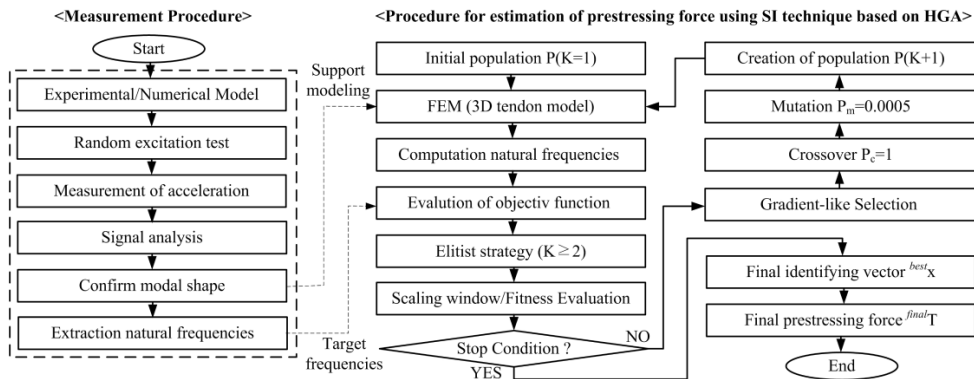 <Measurement Procedure>
Start
Experimental/Numerical Model
Random excitation test
Measurement of acceleration
Signal analysis
Confirm modal shape
Extraction natural frequencies
Support
modeling
Target
frequencies
<Procedure for estimation of prestressing force using SI technique based on HGA>
Initial population P(K=1)
FEM (3D tendon model)
Computation natural frequencies
Evalution of objectiv function
Elitist strategy (K ≥ 2)
Scaling window/Fitness Evaluation
Stop Condition ?
NO
YES
Creation of population P(K+1)
Mutation Pm=0.0005
Crossover Pc=1
Gradient-like Selection
Final identifying vector bestx
Final prestressing force finalT
End